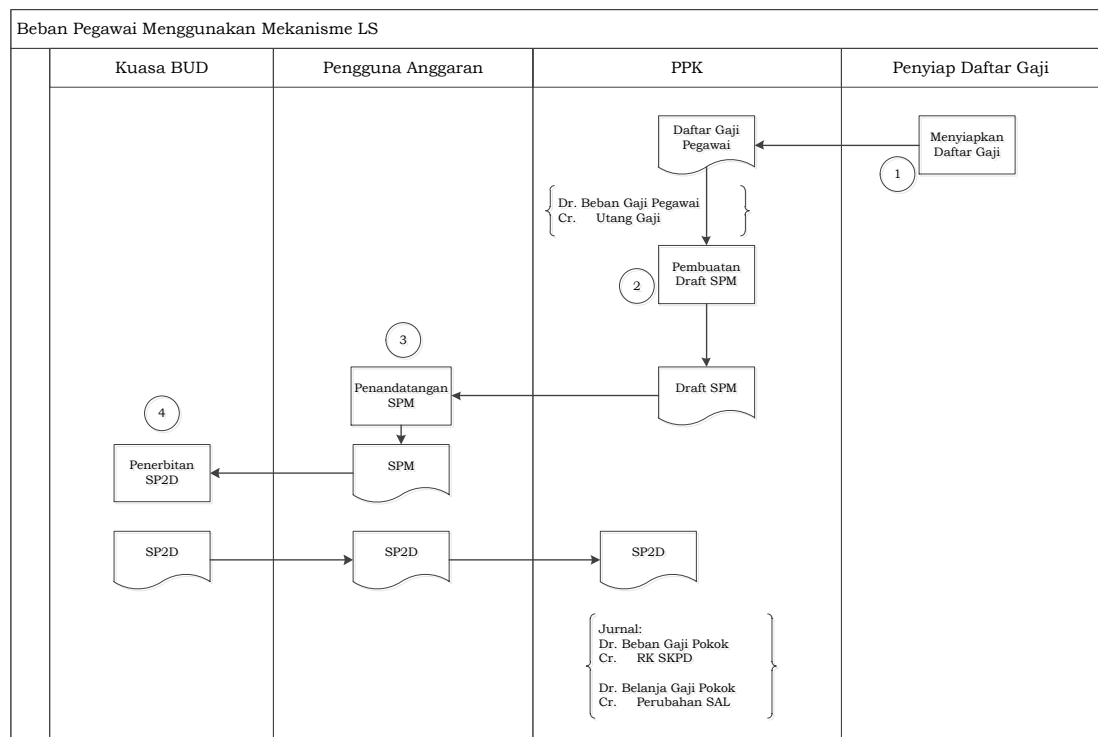 Beban Pegawai Menggunakan Mekanisme LS
Kuasa BUD
Pengguna Anggaran
PPK
Penyiap Daftar Gaji
Daftar Gaji
Pegawai
Menyiapkan
Daftar Gaji
1
Dr. Beban Gaji Pegawai
Cr. Utang Gaji
Pembuatan
Draft SPM
2
3
Penandatangan
SPM
Draft SPM
4
Penerbitan
SP2D
SPM
SP2D
SP2D
SP2D
Jurnal:
Dr. Beban Gaji Pokok
Cr. RK SKPD
Dr. Belanja Gaji Pokok
Cr. Perubahan SAL